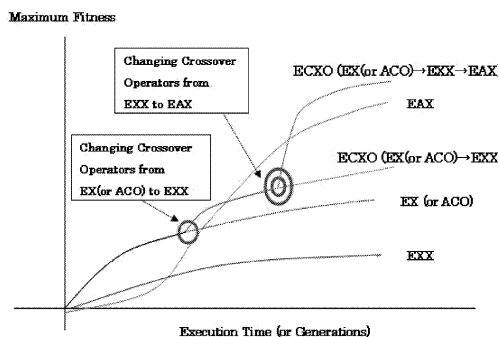 Maximum Fitness
Changing Crossover
Operators from
EXX to EAX
ECXO (EX(or ACO)→EXX→EAX)
EAX
Changing Crossover
Operators from
EX(or ACO) to EXX
ECXO (EX(or ACO)→EXX
EX (or ACO)
EXX
Execution Time (or Generations)